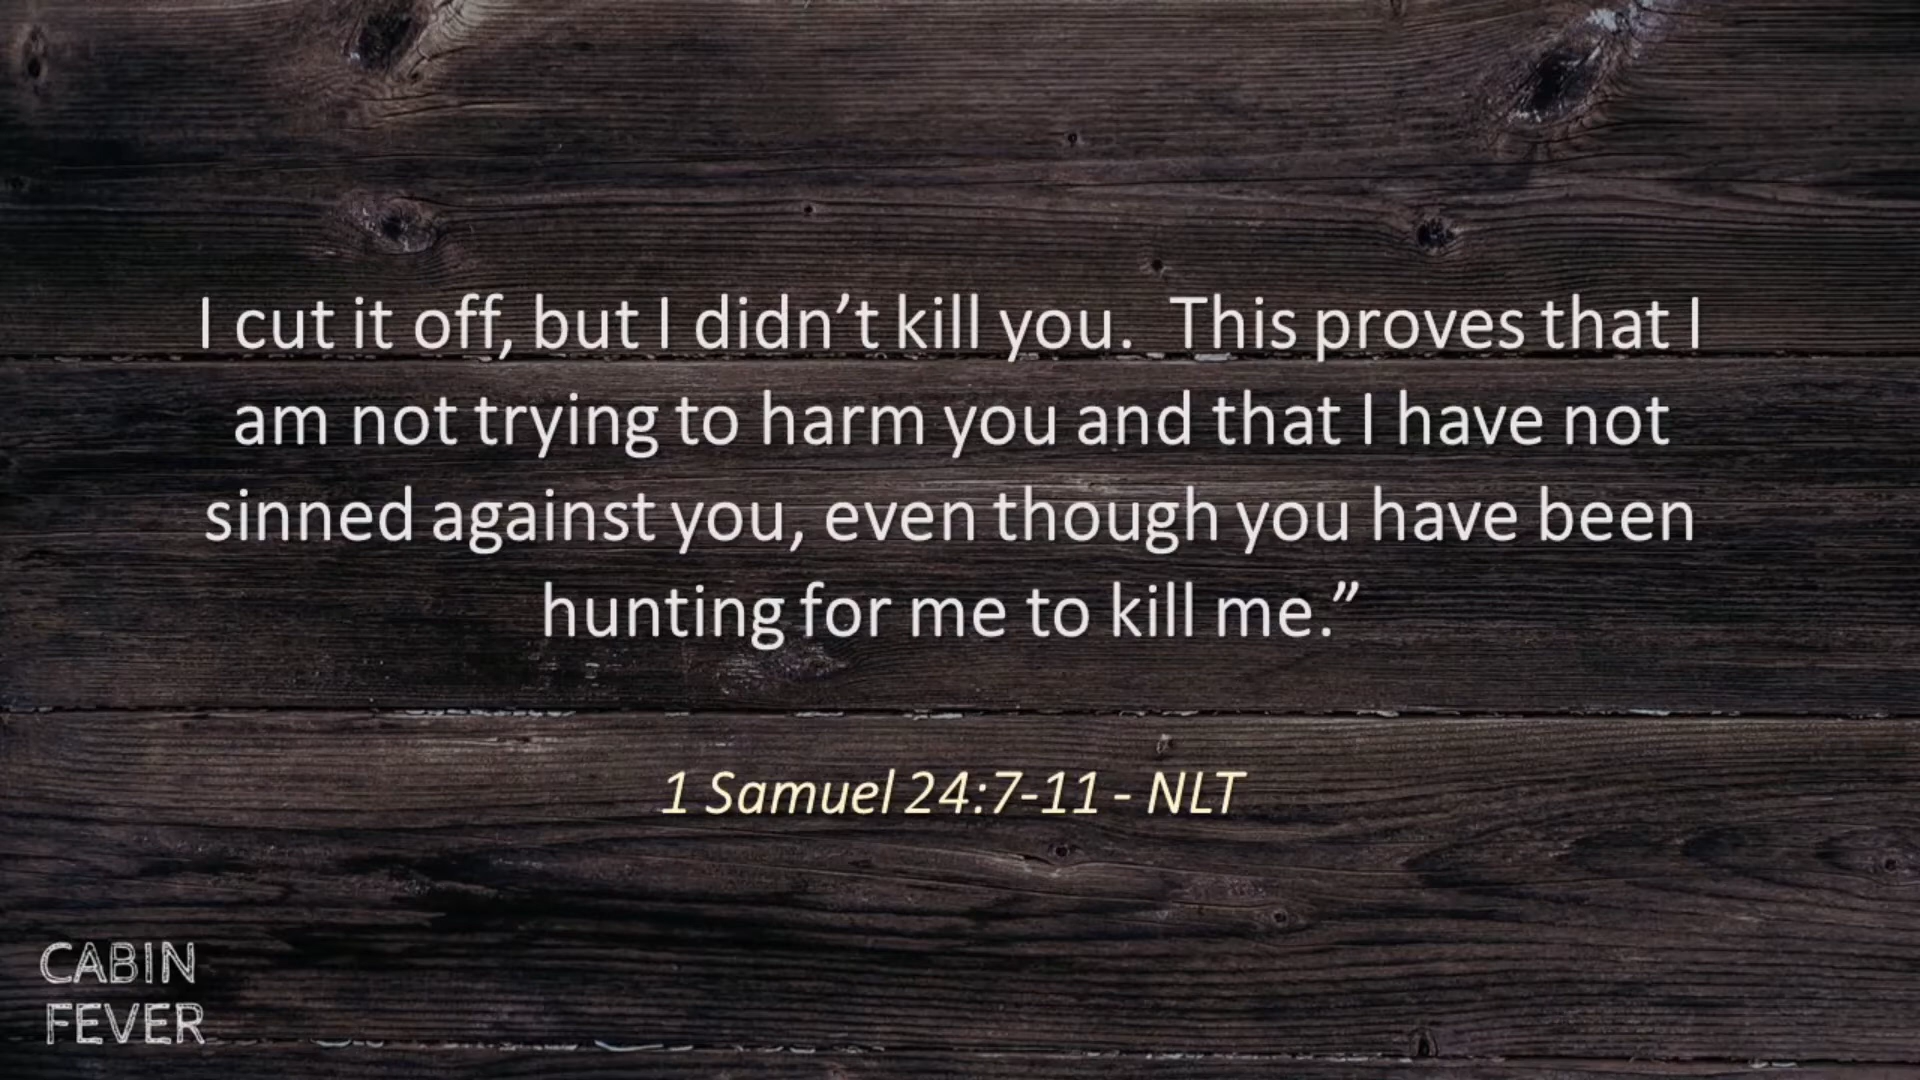 I cut it off, but I didn’t kill you.  This proves that I
am not trying to harm you and that I have not
sinned against you, even though you have been
hunting for me to kill me.”
1 Samuel 24:7-11 - NLT
CABIN
FEVER